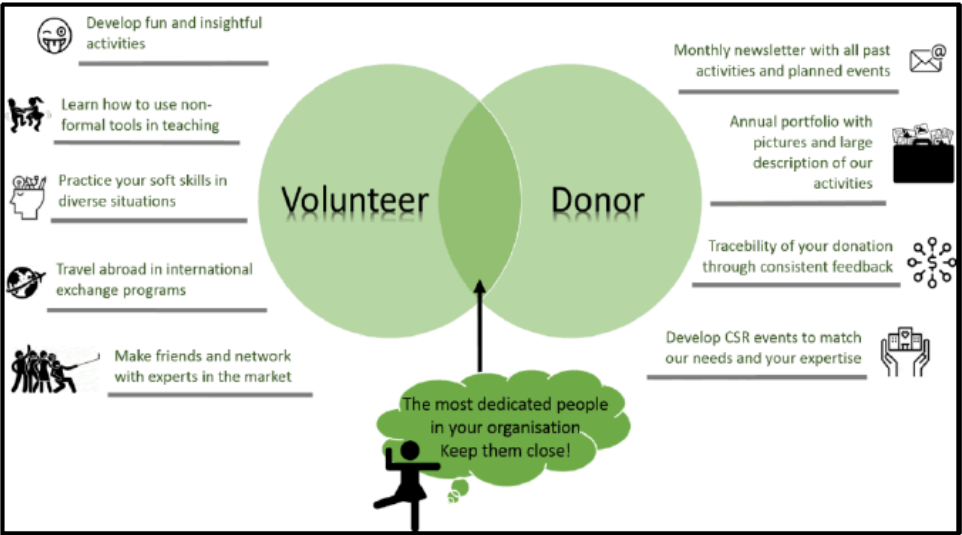 Develop fun and insightful
activities
Learn how to use non-
formal tools in teaching
Practice your soft skills in
diverse situations
Travel abroad in international
exchange programs
Make friends and network
with experts in the market
Volunteer
Donor
Monthly newsletter with all past
activities and planned events
Annual portfolio with
pictures and large
description of our
activities
Tracebility of your donation
through consistent feedback
Develop CSR events to match
our needs and your expertise
The most dedicated people
in your organisation
Keep them close!